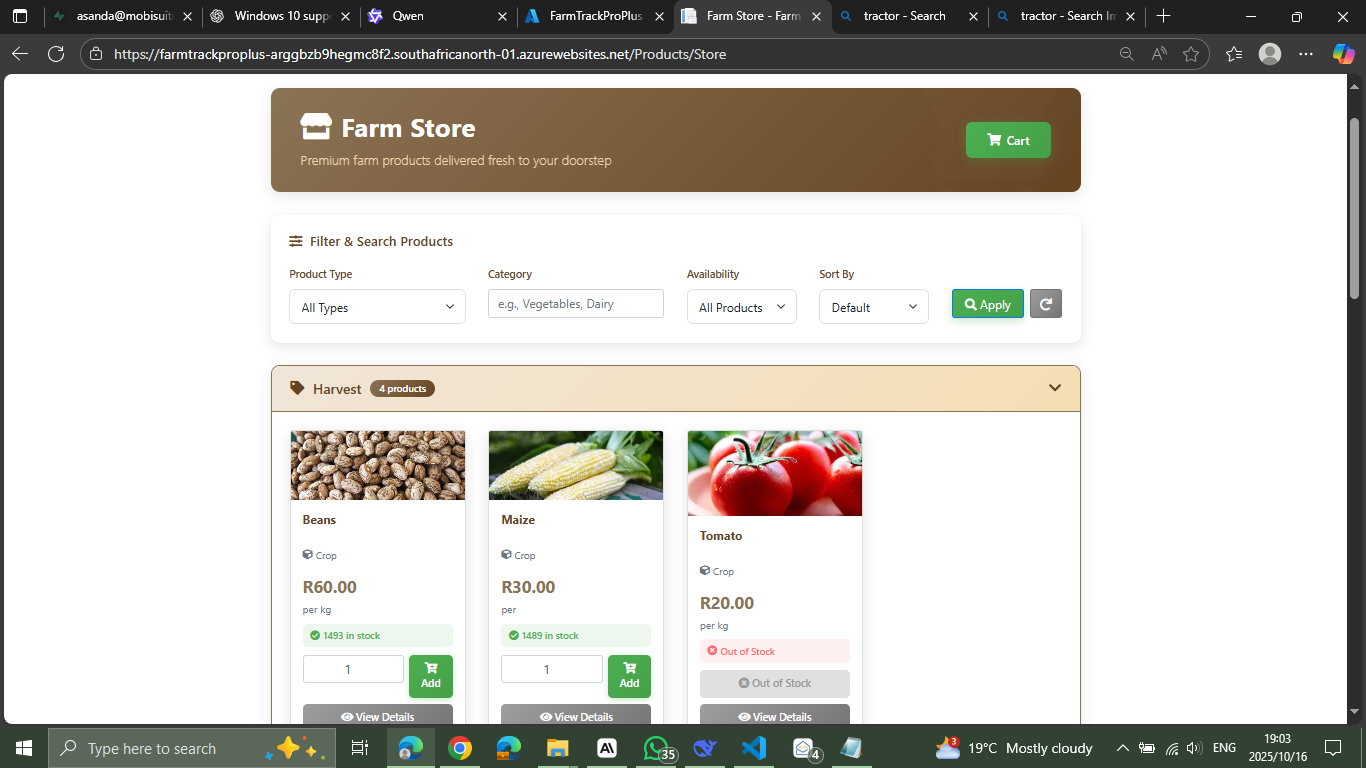 asanda@mobisuit
Windows 10 supp
Qwen
FarmTrackProPlus
Farm Store - Farm
tractor - Search
tractor - Search Im
https://farmtrackproplus-arggbzb9hegmc8f2.southafricanorth-01.azurewebsites.net/Products/Store
Farm Store
Premium farm products delivered fresh to your doorstep
Cart
Filter & Search Products
Product Type
Category
Availability
Sort By
All Types
e.g., Vegetables, Dairy
All Products
Default
Apply
Harvest
4 products
Beans
Crop
R60.00
per kg
1493 in stock
1
Add
View Details
Maize
Crop
R30.00
per
1489 in stock
1
Add
View Details
Tomato
Crop
R20.00
per kg
Out of Stock
Out of Stock
View Details
Type here to search
35
4
3
19°C Mostly cloudy
ENG
19:03
2025/10/16